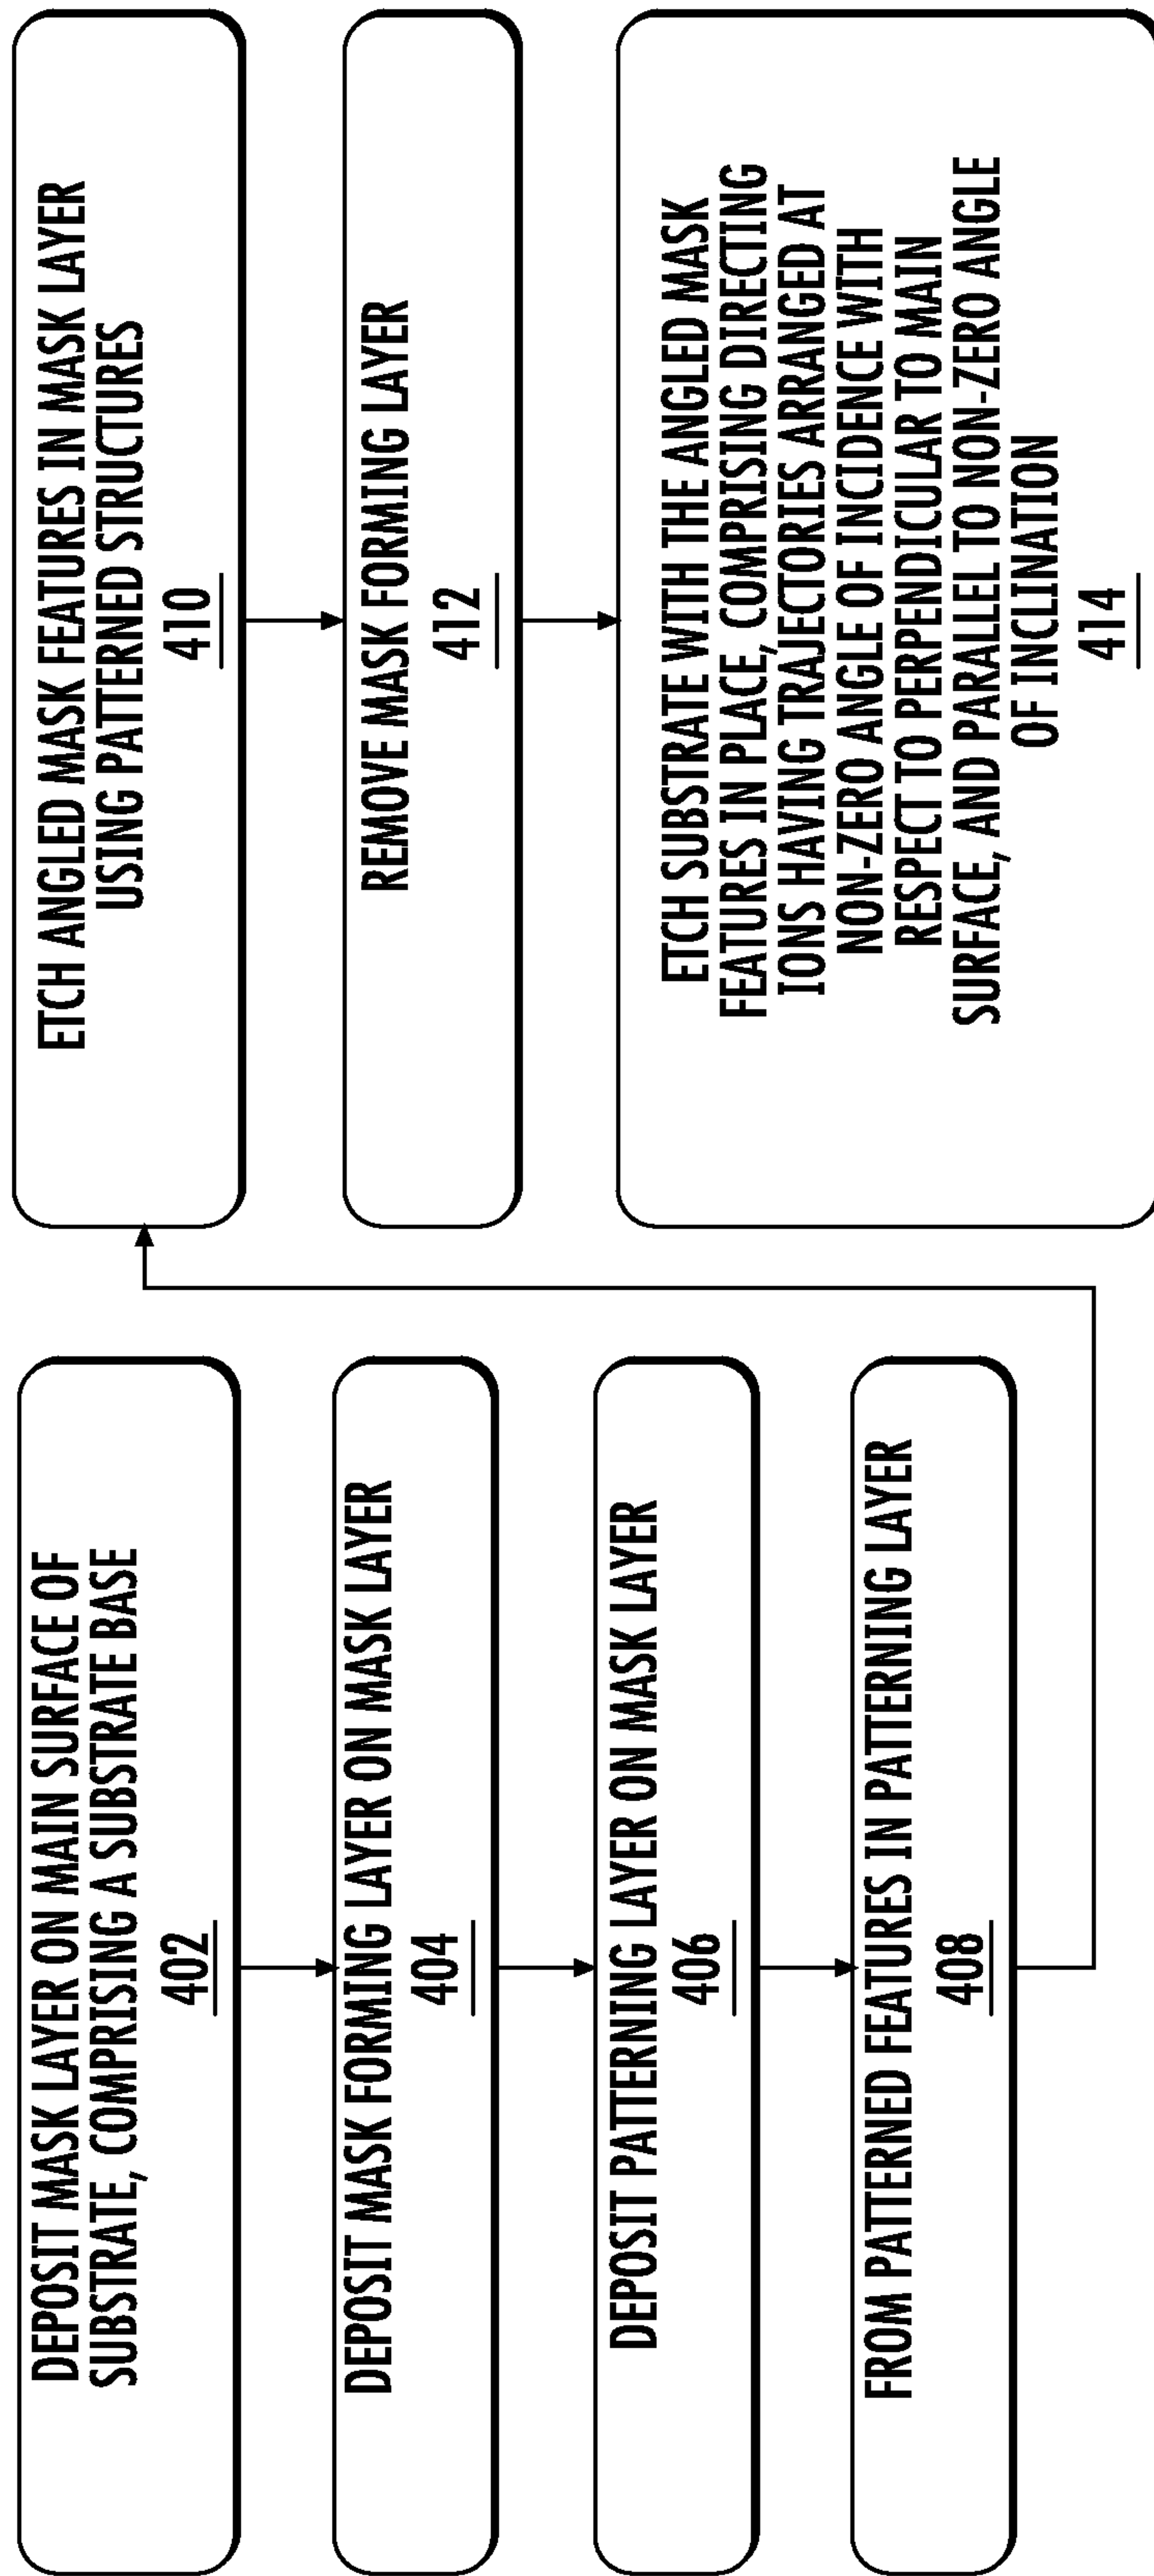 DEPOSIT MASK LAYER ON MAIN SURFACE OF
SUBSTRATE, COMPRISING A SUBSTRATE BASE
402
DEPOSIT MASK FORMING LAYER ON MASK LAYER
404
DEPOSIT PATTERNING LAYER ON MASK LAYER
406
FROM PATTERNED FEATURES IN PATTERNING LAYER
408
ETCH ANGLED MASK FEATURES IN MASK LAYER
USING PATTERNED STRUCTURES
410
REMOVE MASK FORMING LAYER
412
ETCH SUBSTRATE WITH THE ANGLED MASK
FEATURES IN PLACE, COMPRISING DIRECTING
IONS HAVING TRAJECTORIES ARRANGED AT
NON-ZERO ANGLE OF INCIDENCE WITH
RESPECT TO PERPENDICULAR TO MAIN
SURFACE, AND PARALLEL TO NON-ZERO ANGLE
OF INCLINATION
414